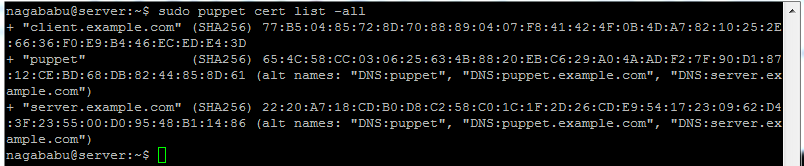 nagababu@server:~$ sudo puppet cert list -all
+ "client.example.com" (SHA256) 77:B5:04:85:72:8D:70:88:89:04:07:F8:41:42:4F:0B:4D:A7:82:10:25:2E
:66:36:F0:E9:B4:46:EC:ED:E4:3D
+ "puppet"             (SHA256) 65:4C:58:CC:03:06:25:63:4B:88:20:EB:C6:29:A0:4A:AD:F2:7F:90:D1:87
:12:CE:BD:68:DB:82:44:85:8D:61 (alt names: "DNS:puppet", "DNS:puppet.example.com", "DNS:server.ex
ample.com")
+ "server.example.com" (SHA256) 22:20:A7:18:CD:B0:D8:C2:58:C0:1C:1F:2D:26:CD:E9:54:17:23:09:62:D4
:3F:23:55:00:D0:95:48:B1:14:86 (alt names: "DNS:puppet", "DNS:puppet.example.com", "DNS:server.ex
ample.com")
nagababu@server:~$